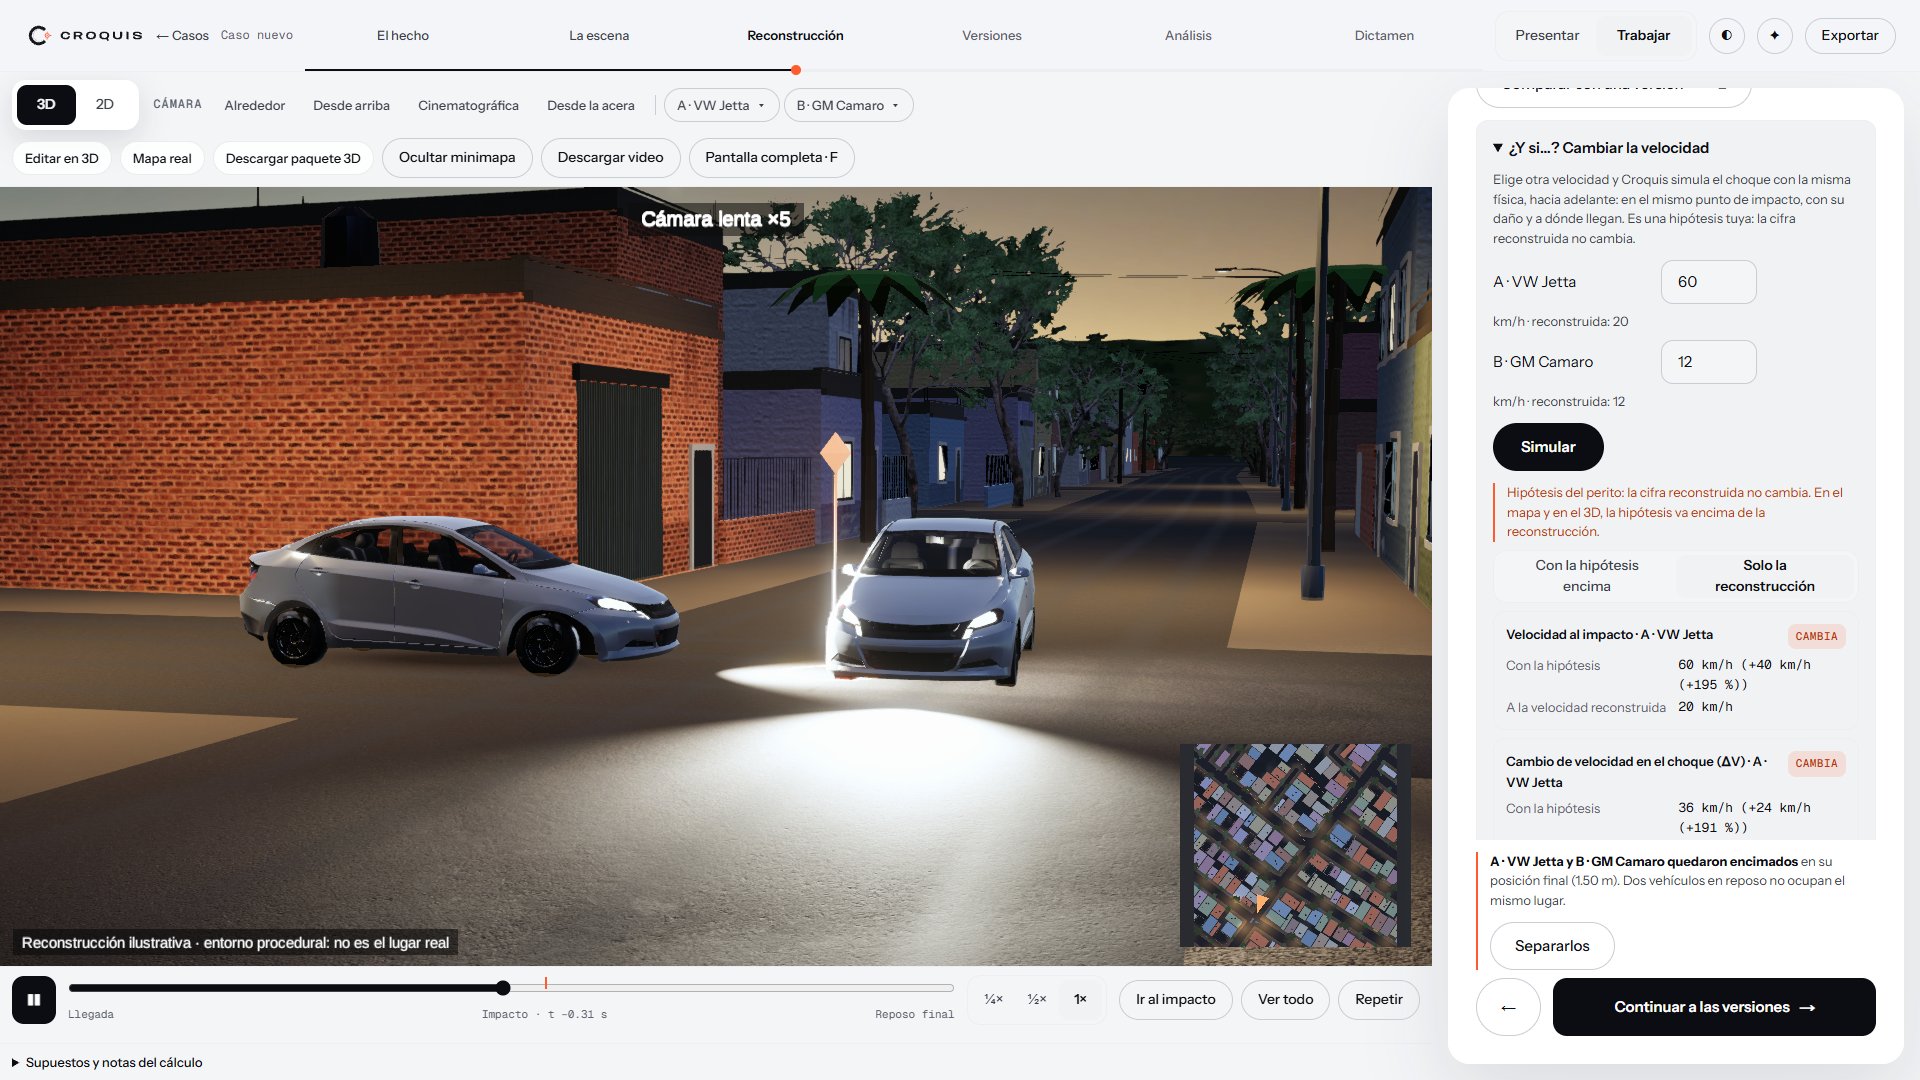 CROQUIS
← Casos
Caso nuevo
El hecho
La escena
Reconstrucción
Versiones
Análisis
Dictamen
Presentar
Trabajar
Exportar
3D
2D
CÁMARA
Alrededor
Desde arriba
Cinematográfica
Desde la acera
A · VW Jetta
B · GM Camaro
Editar en 3D
Mapa real
Descargar paquete 3D
Ocultar minimapa
Descargar video
Pantalla completa · F
Cámara lenta ×5
Reconstrucción ilustrativa · entorno procedural: no es el lugar real
Llegada
Impacto · t −0.31 s
Reposo final
¼×
½×
1×
Ir al impacto
Ver todo
Repetir
Supuestos y notas del cálculo
¿Y si…? Cambiar la velocidad
Elige otra velocidad y Croquis simula el choque con la misma
física, hacia adelante: en el mismo punto de impacto, con su
daño y a dónde llegan. Es una hipótesis tuya: la cifra
reconstruida no cambia.
A · VW Jetta
60
km/h · reconstruida: 20
B · GM Camaro
12
km/h · reconstruida: 12
Simular
Hipótesis del perito: la cifra reconstruida no cambia. En el
mapa y en el 3D, la hipótesis va encima de la
reconstrucción.
Con la hipótesis
encima
Solo la
reconstrucción
Velocidad al impacto · A · VW Jetta
CAMBIA
Con la hipótesis
60 km/h (+40 km/h
(+195 %))
A la velocidad reconstruida
20 km/h
Cambio de velocidad en el choque (ΔV) · A ·
VW Jetta
CAMBIA
Con la hipótesis
36 km/h (+24 km/h
(+191 %))
A · VW Jetta y B · GM Camaro quedaron encimados en su
posición final (1.50 m). Dos vehículos en reposo no ocupan el
mismo lugar.
Separarlos
←
Continuar a las versiones →